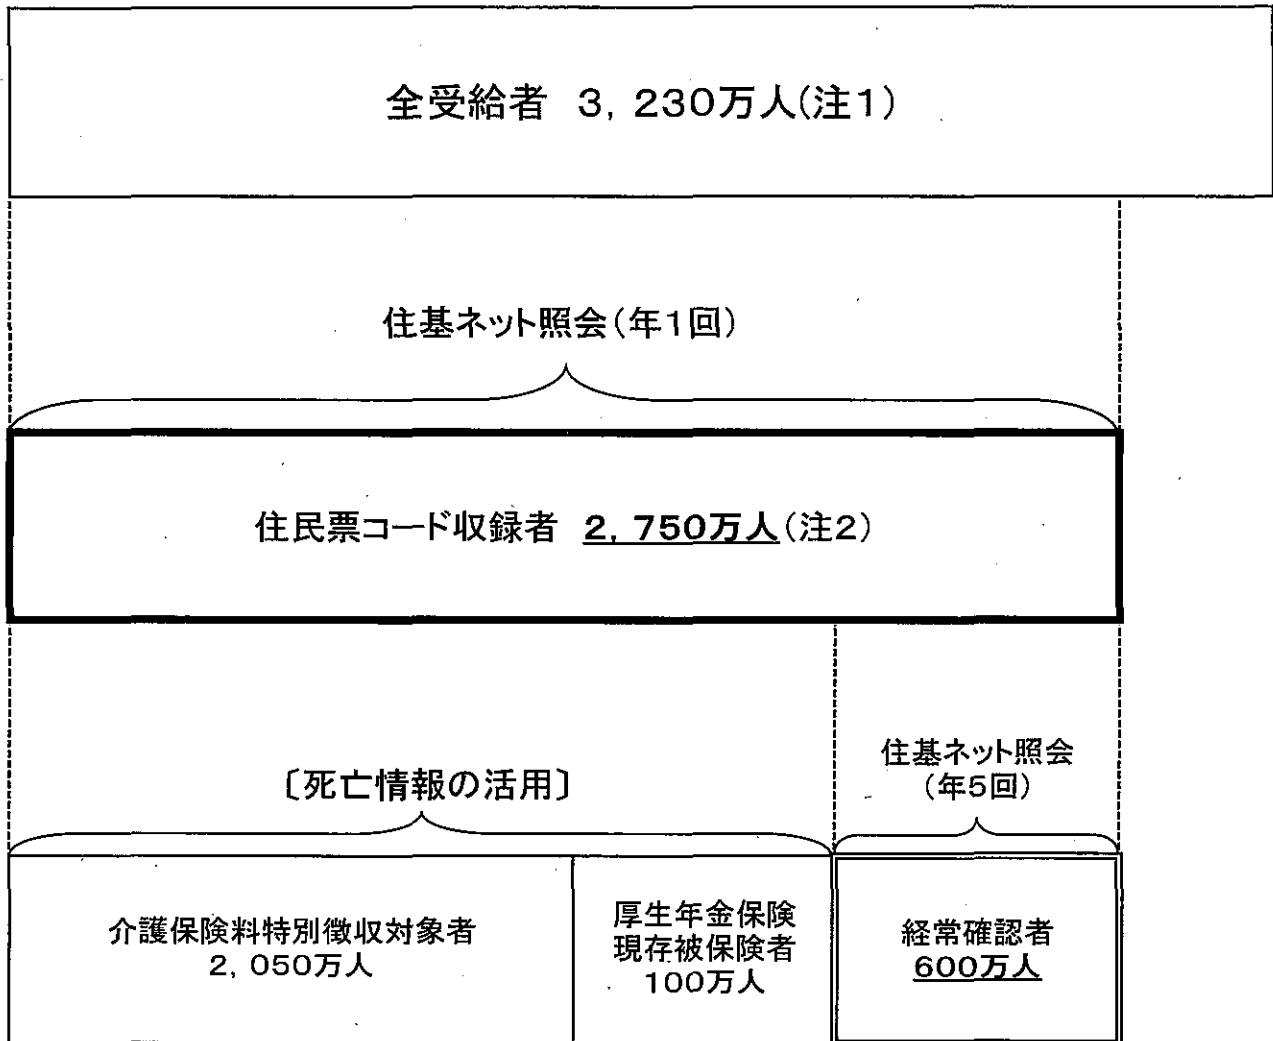 全受給者 3，230万人(注1)
住基ネット照会(年1回)
住民票コード収録者 2，750万人(注2)
〔死亡情報の活用〕
住基ネット照会
(年5回)
介護保険料特別徴収対象者
2，050万人
厚生年金保険
現存被保険者
100万人
経常確認者
600万人